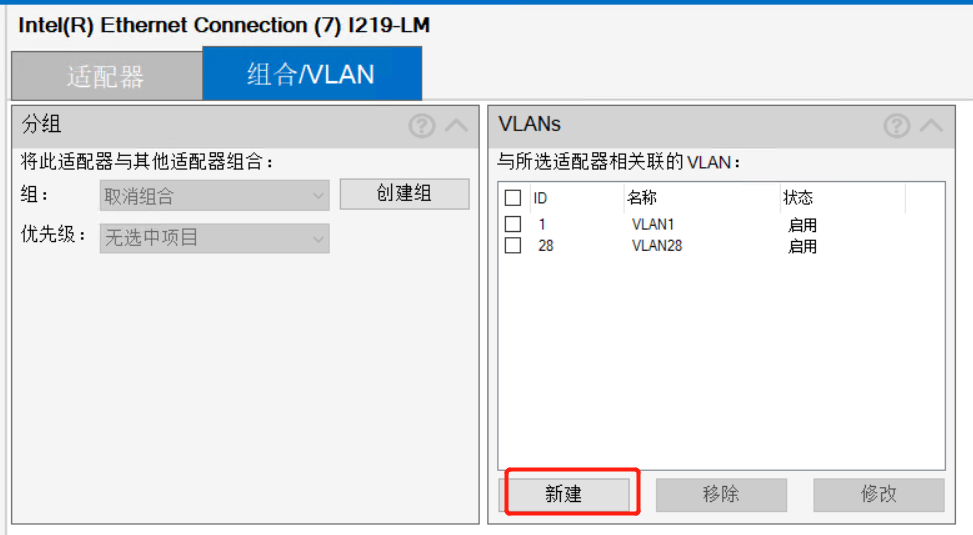 Intel(R) Ethernet Connection (7) I219-LM
适配器
组合/VLAN
分组
将此适配器与其他适配器组合：
组： 取消组合 创建组
优先级： 无选中项目
VLANs
与所选适配器相关联的 VLAN：
ID 名称 状态
1 VLAN1 启用
28 VLAN28 启用
新建 移除 修改